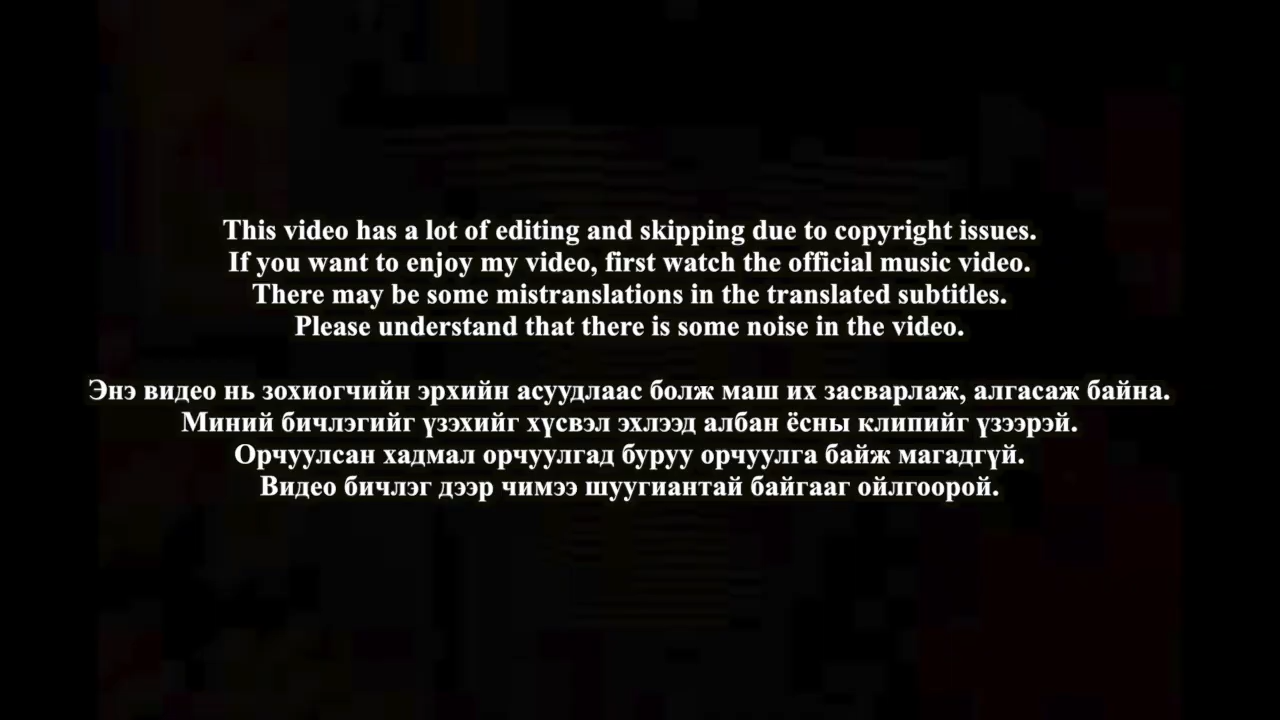 This video has a lot of editing and skipping due to copyright issues.
If you want to enjoy my video, first watch the official music video.
There may be some mistranslations in the translated subtitles.
Please understand that there is some noise in the video.
Энэ видео нь зохиогчийн эрхийн асуудлаас болж маш их засварлаж, алгасаж байна.
Миний бичлэгийг үзэхийг хүсвэл эхлээд албан ёсны клипийг үзээрэй.
Орчуулсан хадмал орчуулгад буруу орчуулга байж магадгүй.
Видео бичлэг дээр чимээ шуугиантай байгааг ойлгоорой.